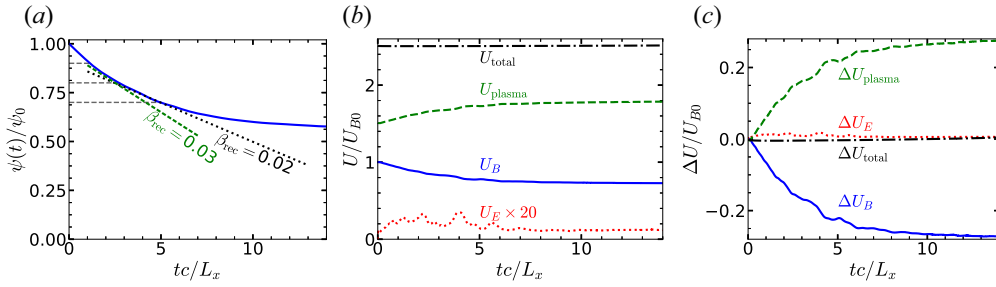 (a)
ψ(t)/ψ0
1.00
0.75
0.50
0.25
0.00
βrec = 0.03
βrec = 0.02
0 5 10
tc/Lx
(b)
U/UB0
2
1
0
Utotal
Uplasma
UB
UE × 20
0 5 10
tc/Lx
(c)
ΔU/UB0
0.2
0.0
−0.2
ΔUplasma
ΔUE
ΔUtotal
ΔUB
0 5 10
tc/Lx